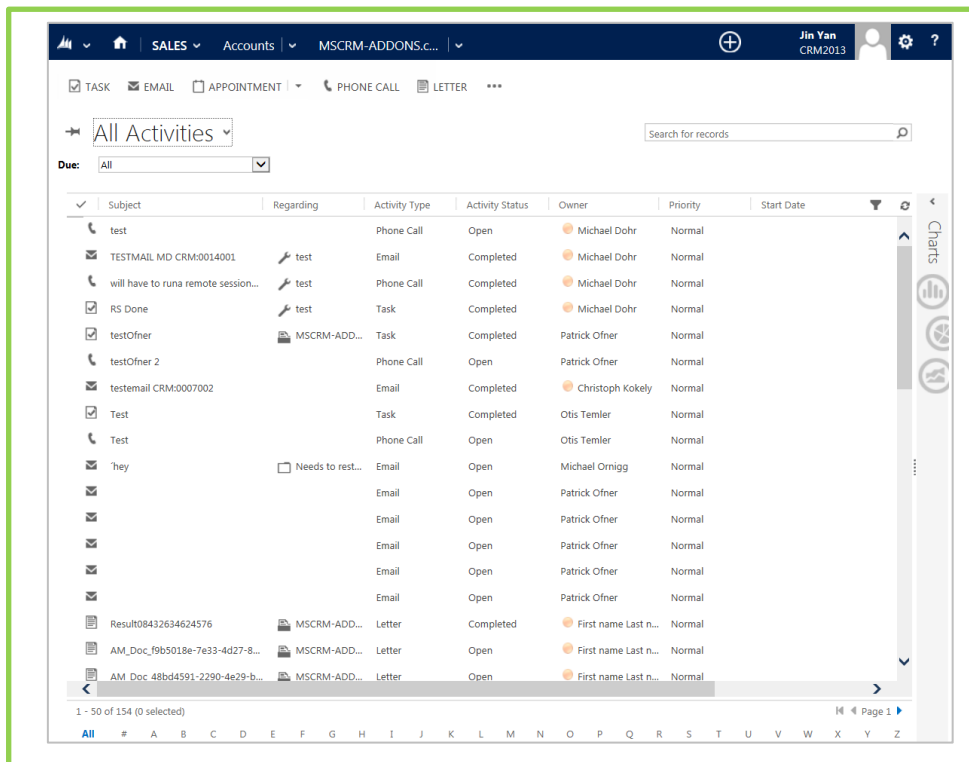 SALES Accounts MSCRM-ADDONS.c... Jin Yan
CRM2013 ?
TASK EMAIL APPOINTMENT PHONE CALL LETTER •••
All Activities Search for records
Due: All
Subject Regarding Activity Type Activity Status Owner Priority Start Date
Charts
test Phone Call Open Michael Dohr Normal
TESTMAIL MD CRM:0014001 test Email Completed Michael Dohr Normal
will have to runa remote session... test Phone Call Completed Michael Dohr Normal
RS Done test Task Completed Michael Dohr Normal
testOfner MSCRM-ADD... Task Completed Patrick Ofner Normal
testOfner 2 Phone Call Open Patrick Ofner Normal
testemail CRM:0007002 Email Completed Christoph Kokely Normal
Test Task Completed Otis Temler Normal
Test Phone Call Open Otis Temler Normal
´hey Needs to rest... Email Open Michael Ornigg Normal
Email Open Patrick Ofner Normal
Email Open Patrick Ofner Normal
Email Open Patrick Ofner Normal
Email Open Patrick Ofner Normal
Email Open Patrick Ofner Normal
Result08432634624576 MSCRM-ADD... Letter Completed First name Last n... Normal
AM_Doc_f9b5018e-7e33-4d27-8... MSCRM-ADD... Letter Open First name Last n... Normal
AM_Doc_48bd4591-2290-4e29-b... MSCRM-ADD... Letter Open First name Last n... Normal
1 - 50 of 154 (0 selected) Page 1
All # A B C D E F G H I J K L M N O P Q R S T U V W X Y Z